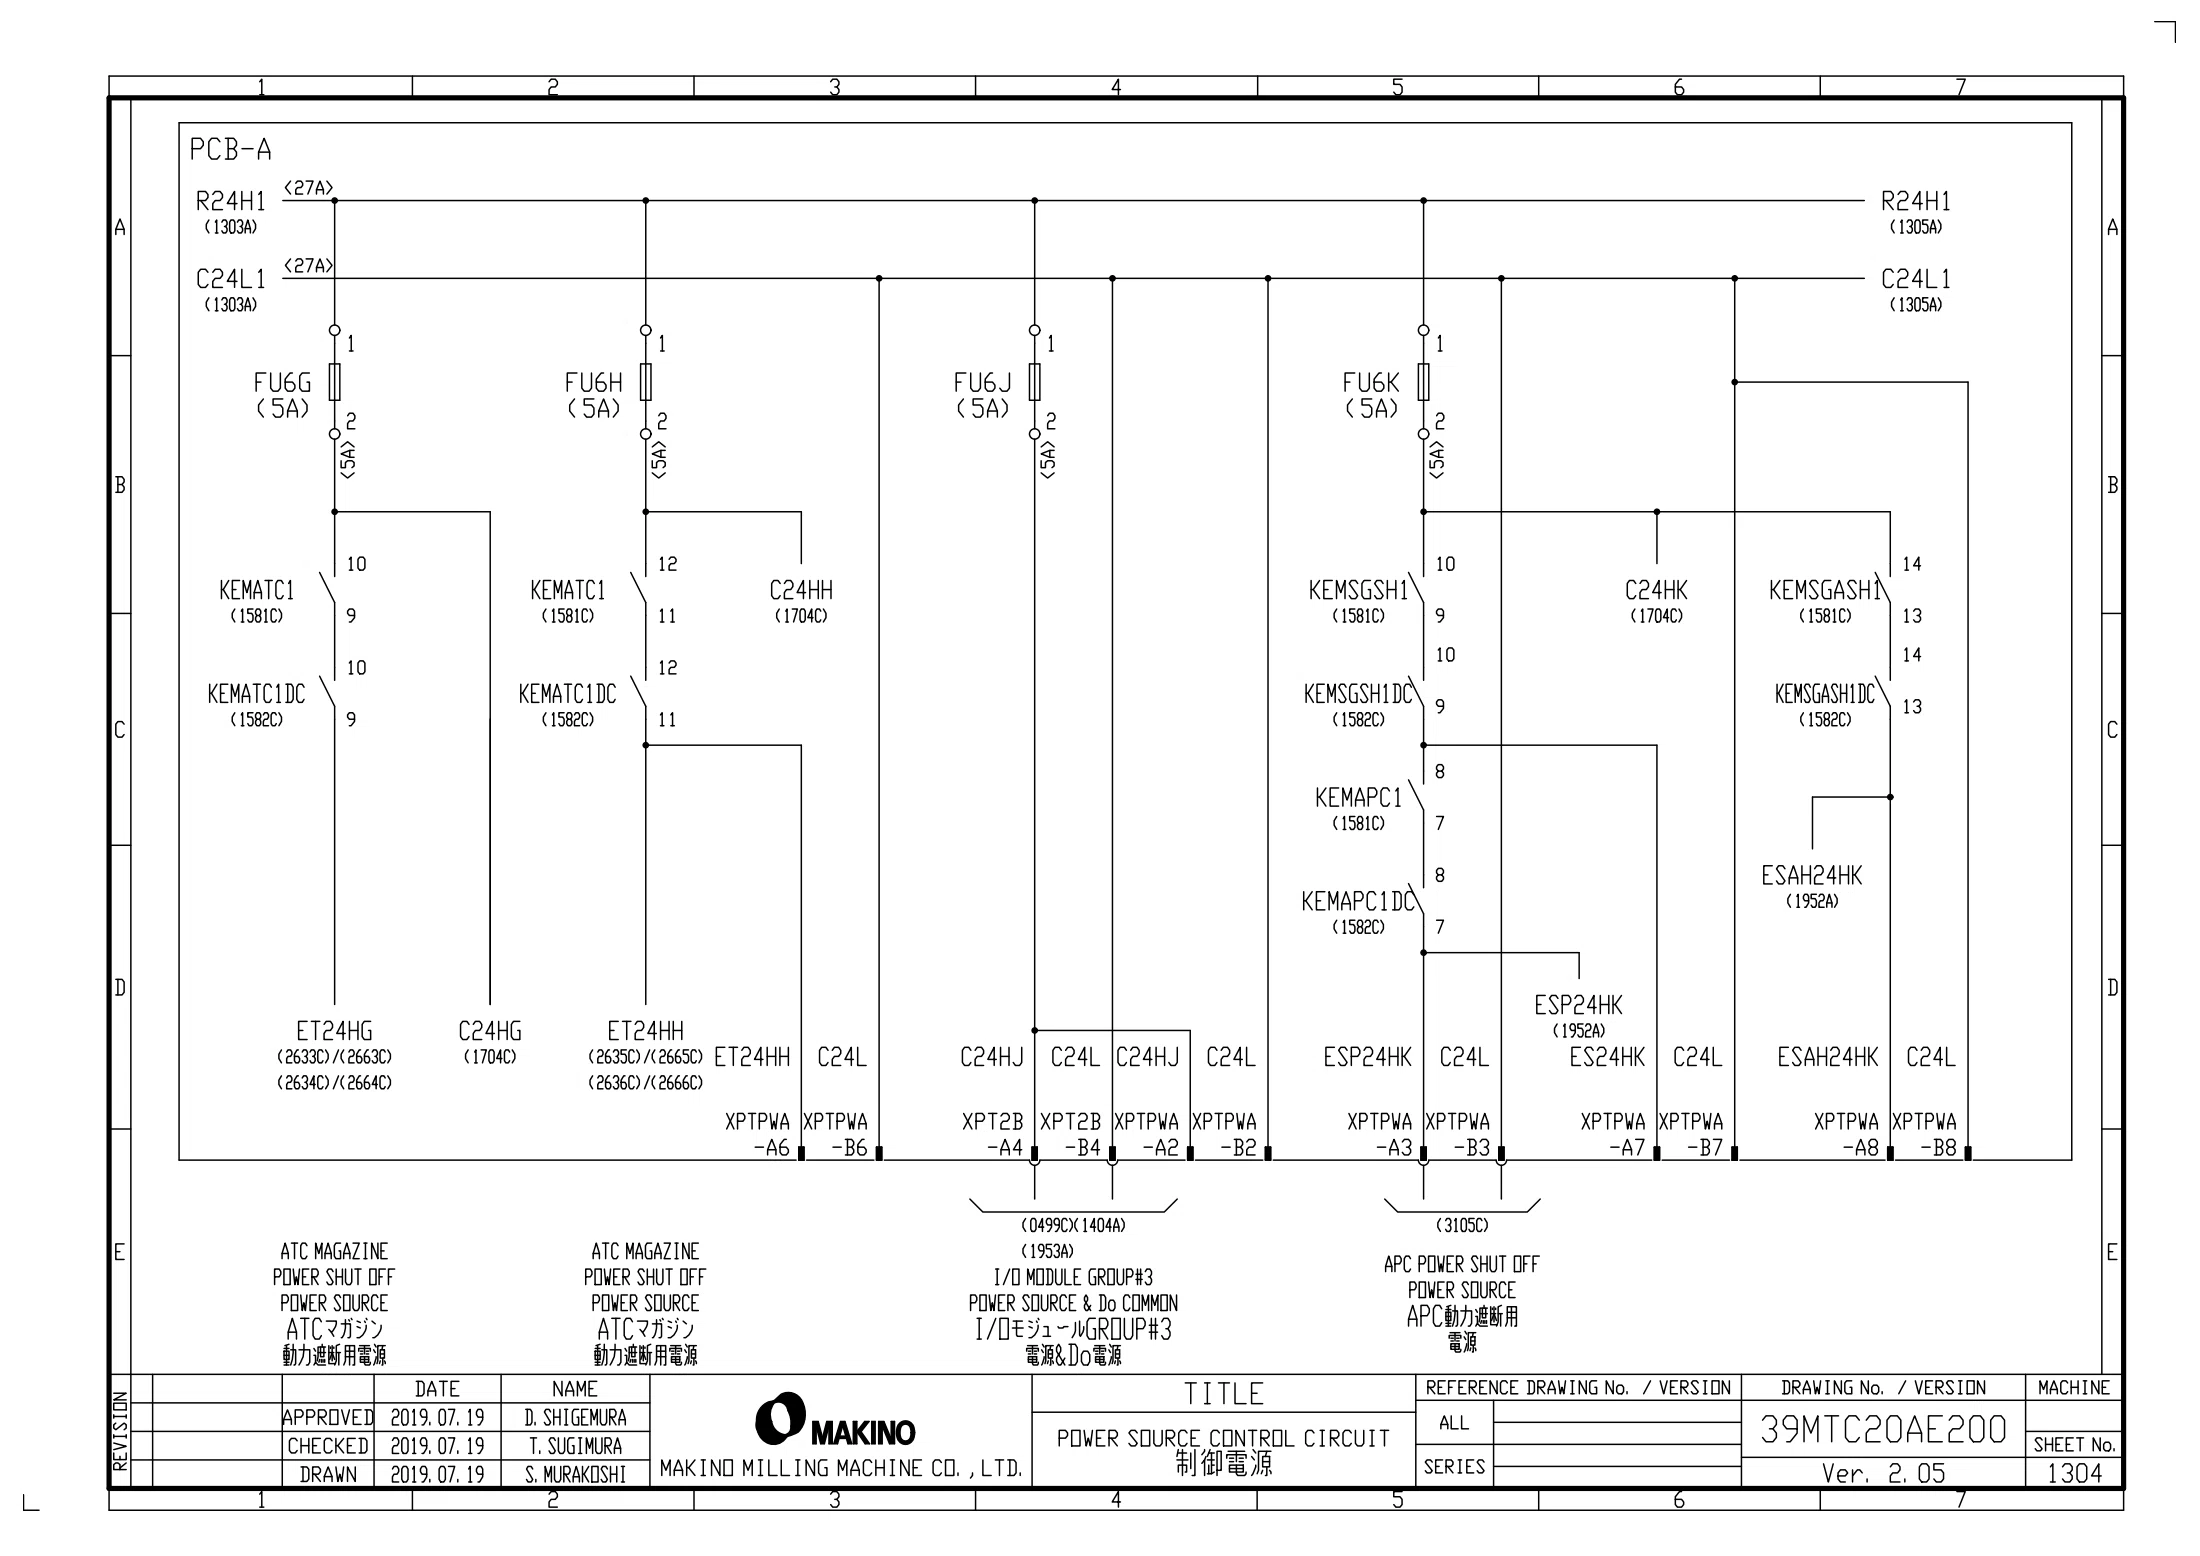 1 2 3 4 5 6 7
PCB-A
R24H1 <27A> R24H1
(1303A) (1305A)
A A
C24L1 <27A> C24L1
(1303A) (1305A)
1 1 1 1
FU6G FU6H FU6J FU6K
(5A) (5A) (5A) (5A)
2 2 2 2
<5A> <5A> <5A> <5A>
B B
10 12 10 14
KEMATC1 KEMATC1 C24HH KEMSGSH1 C24HK KEMSGASH1
(1581C) 9 (1581C) 11 (1704C) (1581C) 9 (1704C) (1581C) 13
10 12 10 14
KEMATC1DC KEMATC1DC KEMSGSH1DC KEMSGASH1DC
(1582C) 9 (1582C) 11 (1582C) 9 (1582C) 13
C C
8
KEMAPC1
(1581C) 7
8
ESAH24HK
KEMAPC1DC (1952A)
(1582C) 7
D D
ESP24HK
ET24HG C24HG ET24HH (1952A)
(2633C)/(2663C) (1704C) (2635C)/(2665C) ET24HH C24L C24HJ C24L C24HJ C24L ESP24HK C24L ES24HK C24L ESAH24HK C24L
(2634C)/(2664C) (2636C)/(2666C)
XPTPWA XPTPWA XPT2B XPT2B XPTPWA XPTPWA XPTPWA XPTPWA XPTPWA XPTPWA XPTPWA XPTPWA
-A6 -B6 -A4 -B4 -A2 -B2 -A3 -B3 -A7 -B7 -A8 -B8
(0499C)(1404A) (3105C)
(1953A)
E E
ATC MAGAZINE
POWER SHUT OFF
POWER SOURCE
ATCマガジン
動力遮断用電源
ATC MAGAZINE
POWER SHUT OFF
POWER SOURCE
ATCマガジン
動力遮断用電源
I/O MODULE GROUP#3
POWER SOURCE & Do COMMON
I/OモジュールGROUP#3
電源&Do電源
APC POWER SHUT OFF
POWER SOURCE
APC動力遮断用
電源
REVISION
DATE NAME
APPROVED 2019.07.19 D. SHIGEMURA
CHECKED 2019.07.19 T. SUGIMURA
DRAWN 2019.07.19 S. MURAKOSHI
MAKINO
MAKINO MILLING MACHINE CO.,LTD.
TITLE
POWER SOURCE CONTROL CIRCUIT
制御電源
REFERENCE DRAWING No. / VERSION
ALL
SERIES
DRAWING No. / VERSION
39MTC20AE200
Ver. 2.05
MACHINE
SHEET No.
1304
1 2 3 4 5 6 7